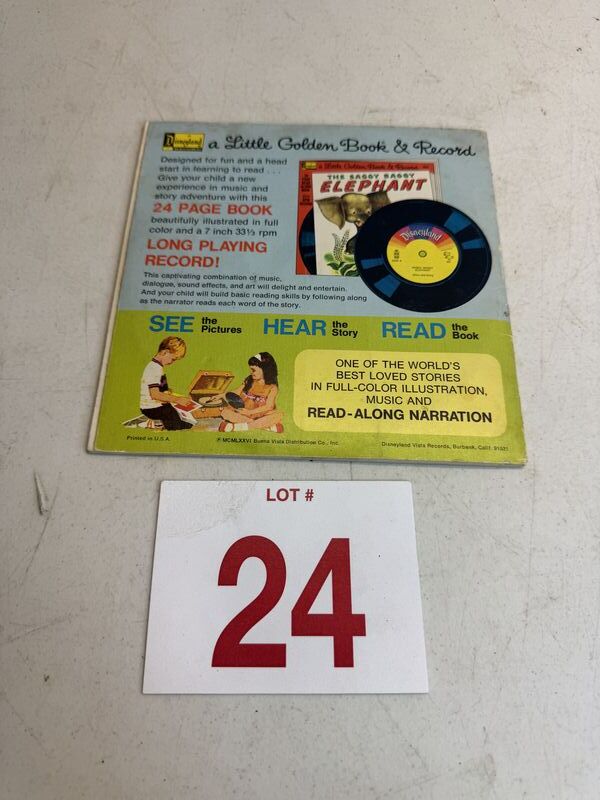 Disneyland
a Little Golden Book & Record
Designed for fun and a head
start in learning to read . . .
Give your child a new
experience in music and
story adventure with this
24 PAGE BOOK
beautifully illustrated in full
color and a 7 inch 33⅓ rpm
LONG PLAYING
RECORD!
a Little Golden Book & Record
THE SAGGY BAGGY
ELEPHANT
Disneyland
This captivating combination of music,
dialogue, sound effects, and art will delight and entertain.
And your child will build basic reading skills by following along
as the narrator reads each word of the story.
SEE the Pictures HEAR the Story READ the Book
ONE OF THE WORLD'S
BEST LOVED STORIES
IN FULL-COLOR ILLUSTRATION,
MUSIC AND
READ-ALONG NARRATION
Printed in U.S.A.
℗ MCMLXXVI Buena Vista Distribution Co., Inc.
Disneyland Vista Records, Burbank, Calif. 91521
LOT #
24